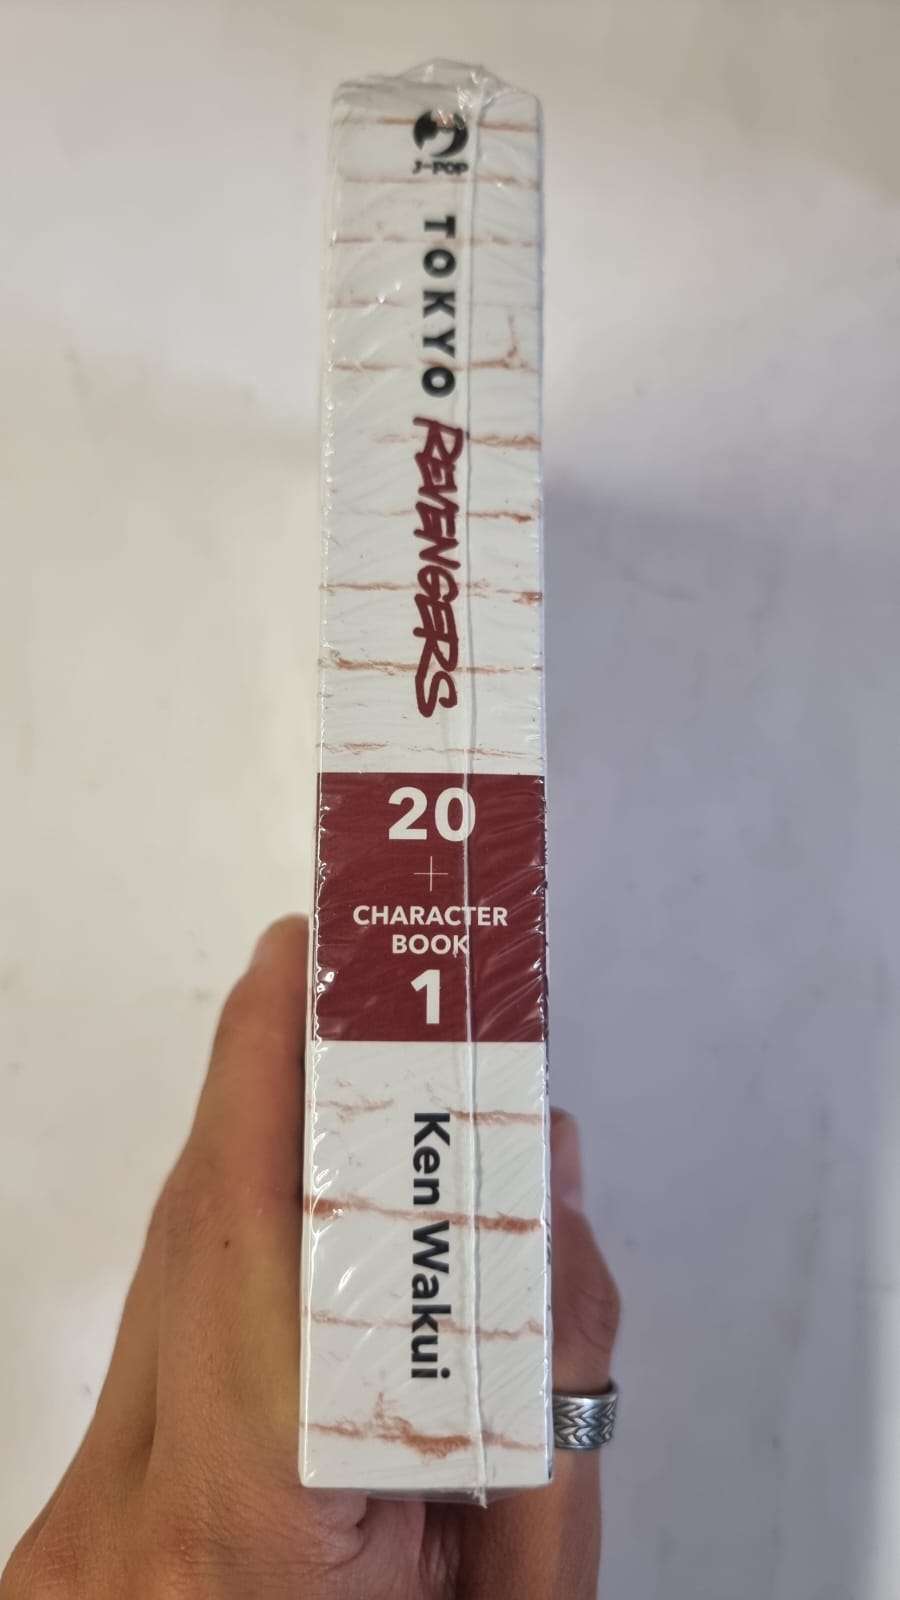 J-POP
TOKYO
REVENGERS
20
+
CHARACTER
BOOK
1
Ken Wakui